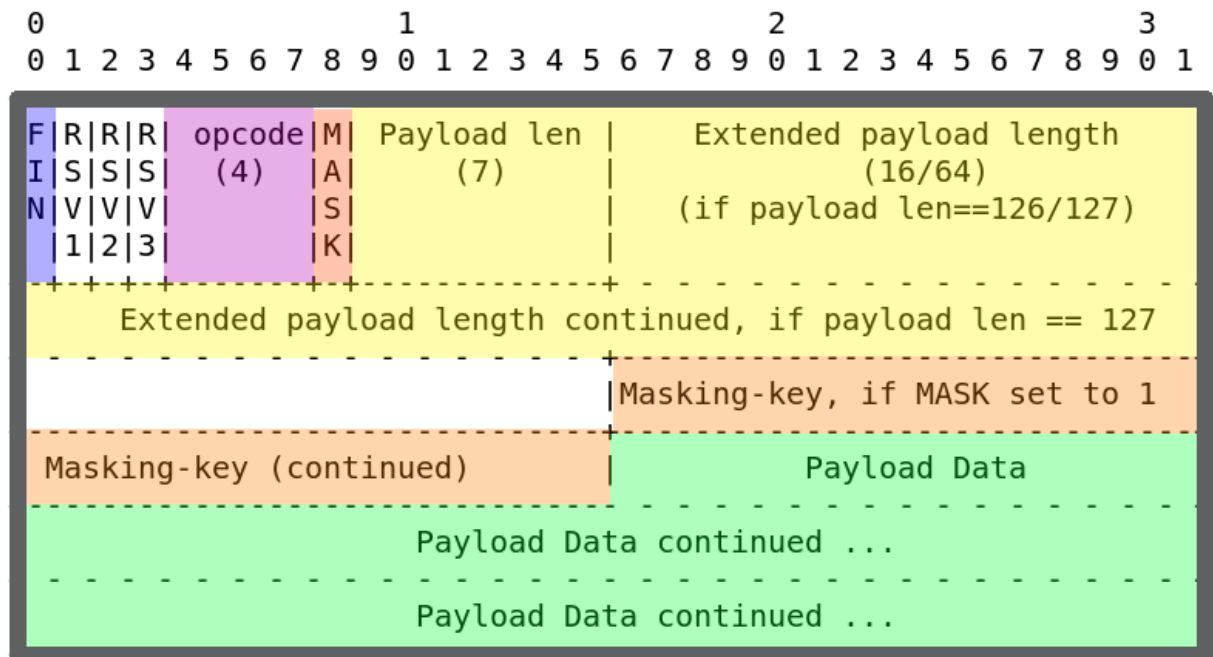 0 1 2 3
0 1 2 3 4 5 6 7 8 9 0 1 2 3 4 5 6 7 8 9 0 1 2 3 4 5 6 7 8 9 0 1
F|R|R|R| opcode|M| Payload len | Extended payload length
I|S|S|S| (4) |A| (7) | (16/64)
N|V|V|V| |S| | (if payload len==126/127)
|1|2|3| |K| |
Extended payload length continued, if payload len == 127
|Masking-key, if MASK set to 1
Masking-key (continued) | Payload Data
Payload Data continued ...
Payload Data continued ...